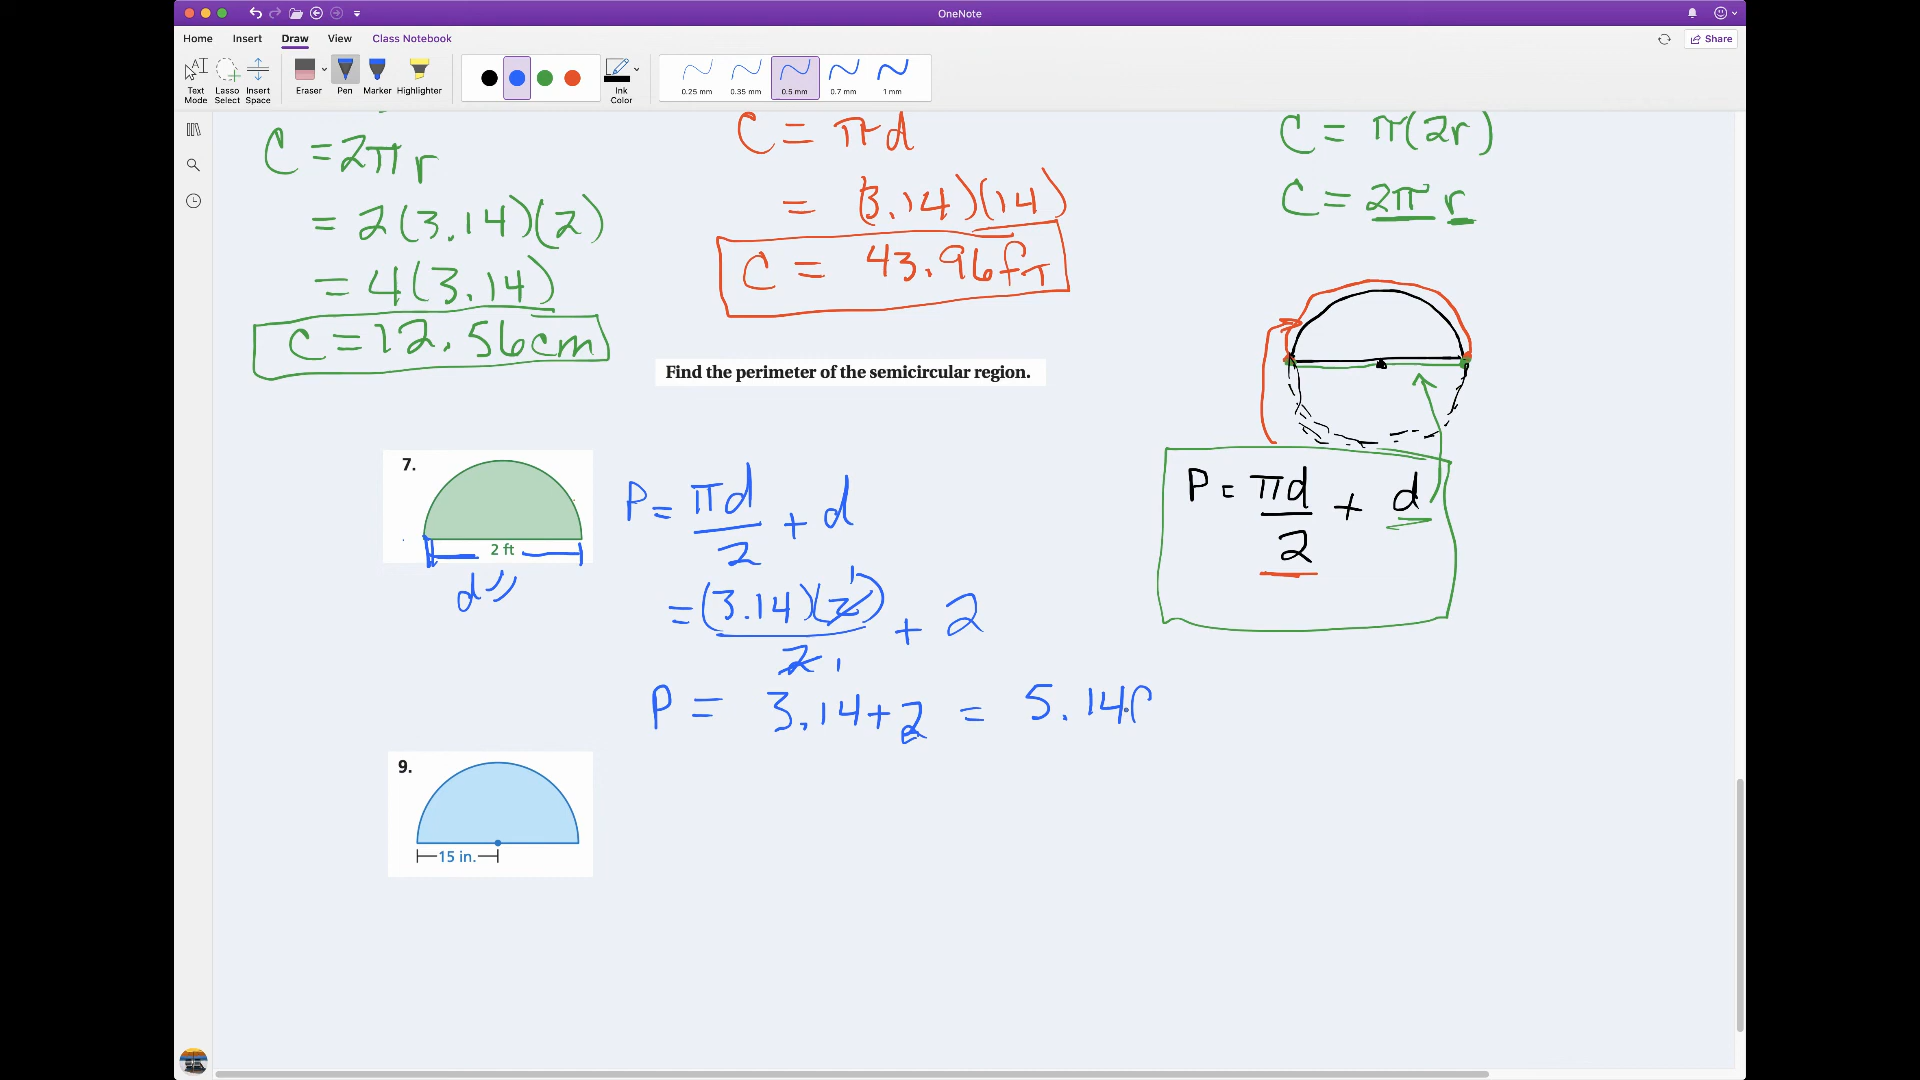 OneNote
Home Insert Draw View Class Notebook
Share
Text Mode
Lasso Select
Insert Space
Eraser
Pen
Marker
Highlighter
Ink Color
0.25 mm
0.35 mm
0.5 mm
0.7 mm
1 mm
C = 2π r
= 2(3.14)(2)
= 4(3.14)
C = 12.56cm
C = πd
= (3.14)(14)
C = 43.96fT
C = π(2r)
C = 2π r
Find the perimeter of the semicircular region.
7.
2 ft
d
P = πd/2 + d
= (3.14)(2)/2 + 2
1
1
P = 3.14+2 = 5.14f
P = πd/2 + d
9.
15 in.